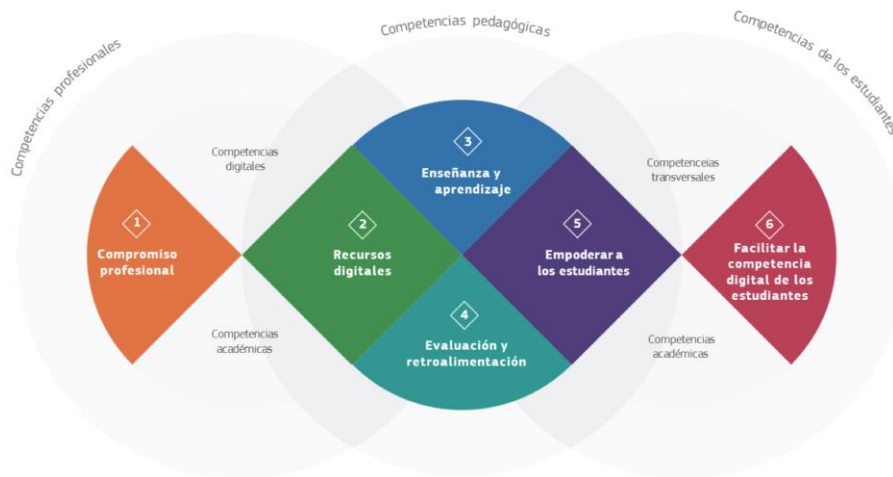 Competencias profesionales
Competencias pedagógicas
Competencias de los estudiantes
Competencias
digitales
Competencias
académicas
1
Compromiso
profesional
2
Recursos
digitales
3
Enseñanza y
aprendizaje
4
Evaluación y
retroalimentación
5
Empoderar a
los estudiantes
Competenceias
transversales
Competencias
académicas
6
Facilitar la
competencia
digital de los
estudiantes